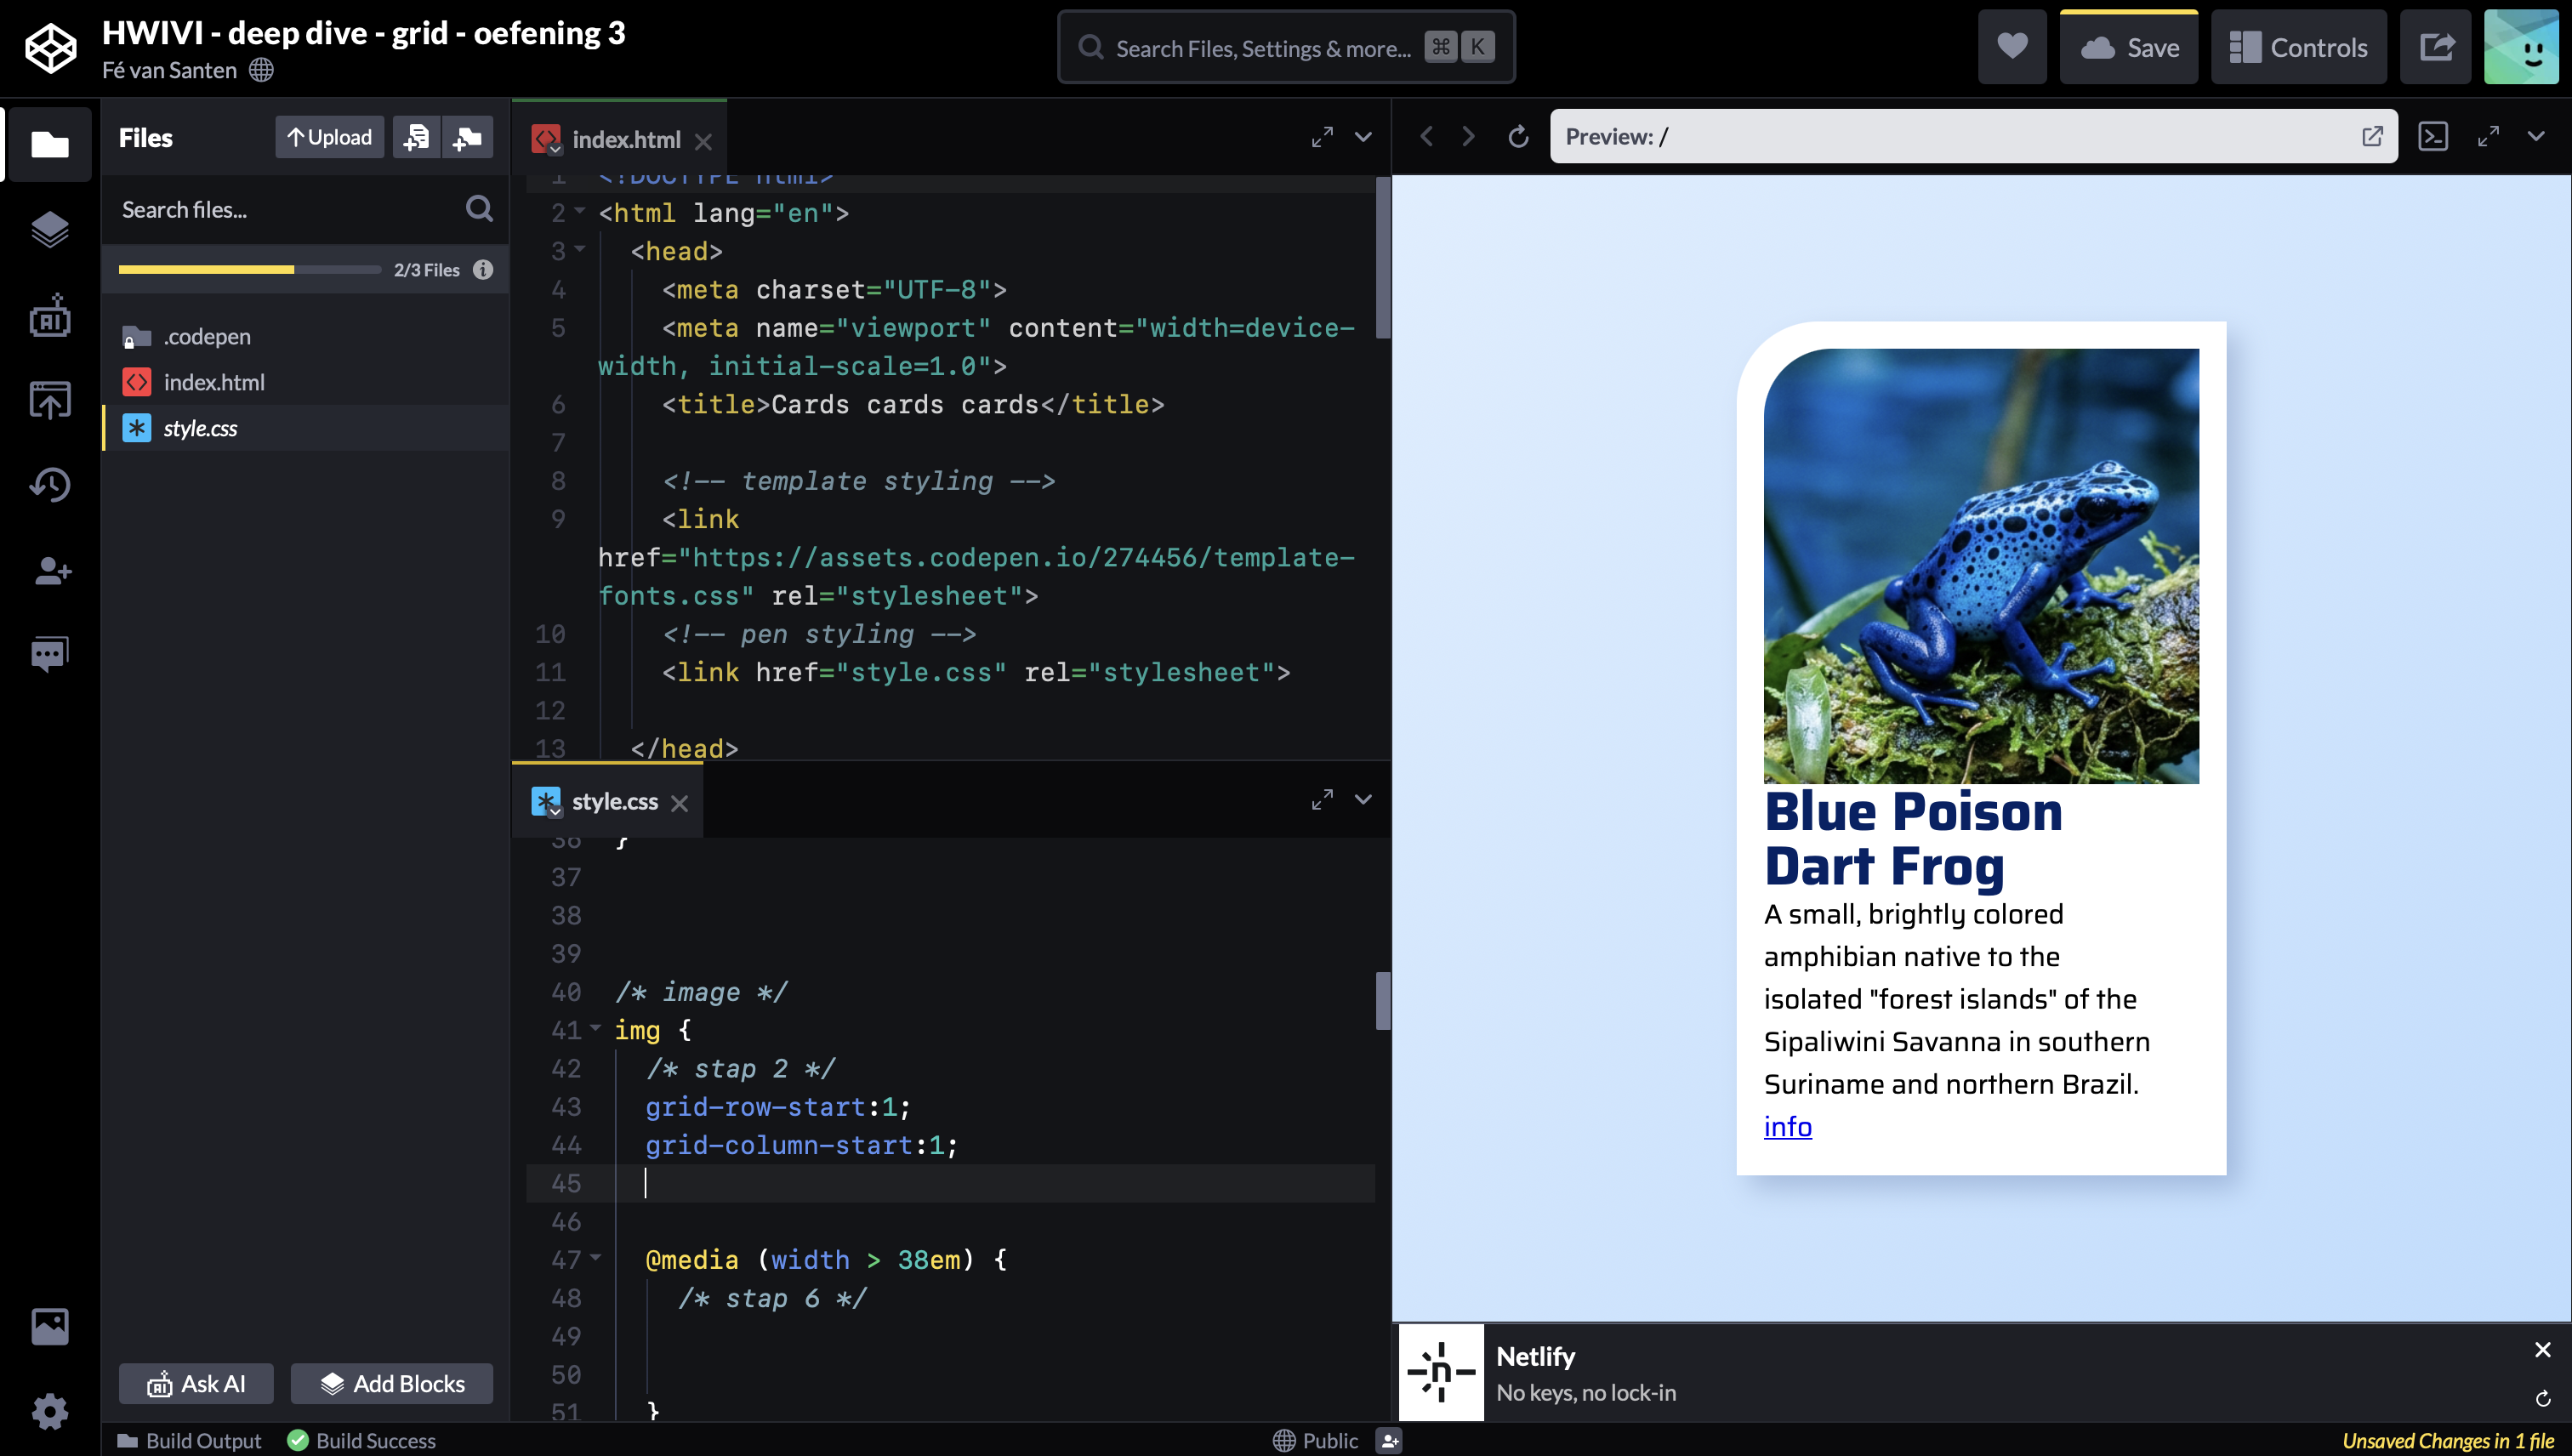 HWIVI - deep dive - grid - oefening 3
Fé van Santen
Search Files, Settings & more... ⌘ K
Save
Controls
Files
Upload
Search files...
2/3 Files
.codepen
index.html
style.css
Ask AI
Add Blocks
index.html
1 <!DOCTYPE html>
2 <html lang="en">
3 <head>
4 <meta charset="UTF-8">
5 <meta name="viewport" content="width=device-
width, initial-scale=1.0">
6 <title>Cards cards cards</title>
7
8 <!-- template styling -->
9 <link
href="https://assets.codepen.io/274456/template-
fonts.css" rel="stylesheet">
10 <!-- pen styling -->
11 <link href="style.css" rel="stylesheet">
12
13 </head>
style.css
36 }
37
38
39
40 /* image */
41 img {
42 /* stap 2 */
43 grid-row-start:1;
44 grid-column-start:1;
45
46
47 @media (width > 38em) {
48 /* stap 6 */
49
50
51 }
Preview: /
Blue Poison
Dart Frog
A small, brightly colored
amphibian native to the
isolated "forest islands" of the
Sipaliwini Savanna in southern
Suriname and northern Brazil.
info
n
Netlify
No keys, no lock-in
Build Output
Build Success
Public
Unsaved Changes in 1 file